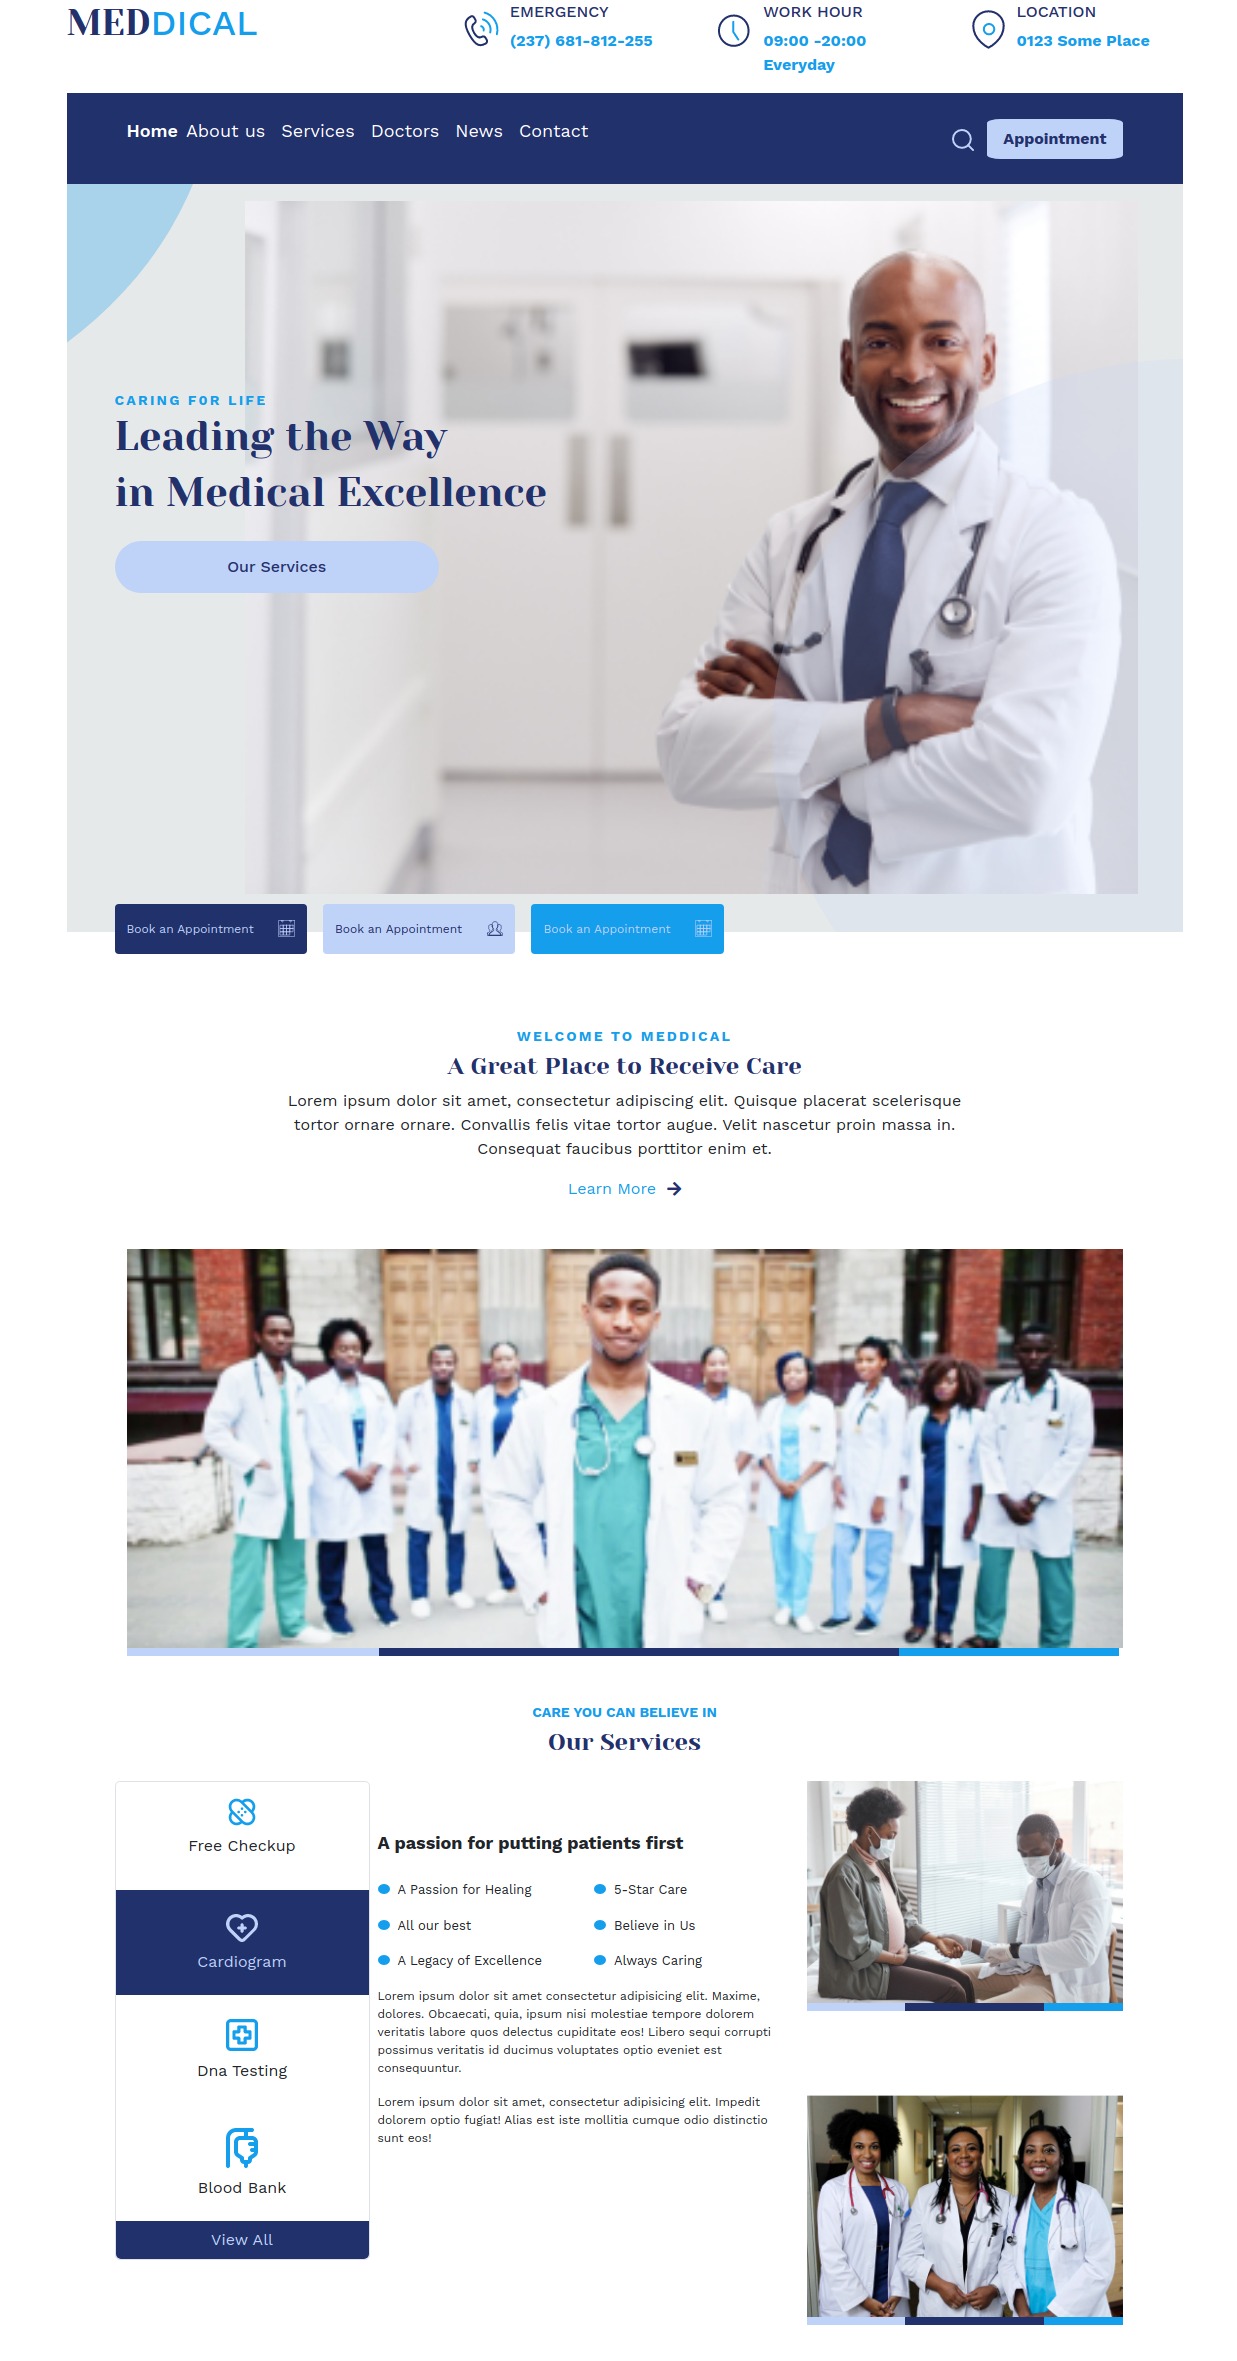 MEDDICAL
EMERGENCY
(237) 681-812-255
WORK HOUR
09:00 -20:00
Everyday
LOCATION
0123 Some Place
Home About us Services Doctors News Contact
Appointment
CARING FOR LIFE
Leading the Way
in Medical Excellence
Our Services
Book an Appointment
Book an Appointment
Book an Appointment
WELCOME TO MEDDICAL
A Great Place to Receive Care
Lorem ipsum dolor sit amet, consectetur adipiscing elit. Quisque placerat scelerisque
tortor ornare ornare. Convallis felis vitae tortor augue. Velit nascetur proin massa in.
Consequat faucibus porttitor enim et.
Learn More
CARE YOU CAN BELIEVE IN
Our Services
Free Checkup
Cardiogram
Dna Testing
Blood Bank
View All
A passion for putting patients first
A Passion for Healing
5-Star Care
All our best
Believe in Us
A Legacy of Excellence
Always Caring
Lorem ipsum dolor sit amet consectetur adipisicing elit. Maxime,
dolores. Obcaecati, quia, ipsum nisi molestiae tempore dolorem
veritatis labore quos delectus cupiditate eos! Libero sequi corrupti
possimus veritatis id ducimus voluptates optio eveniet est
consequuntur.
Lorem ipsum dolor sit amet, consectetur adipisicing elit. Impedit
dolorem optio fugiat! Alias est iste mollitia cumque odio distinctio
sunt eos!